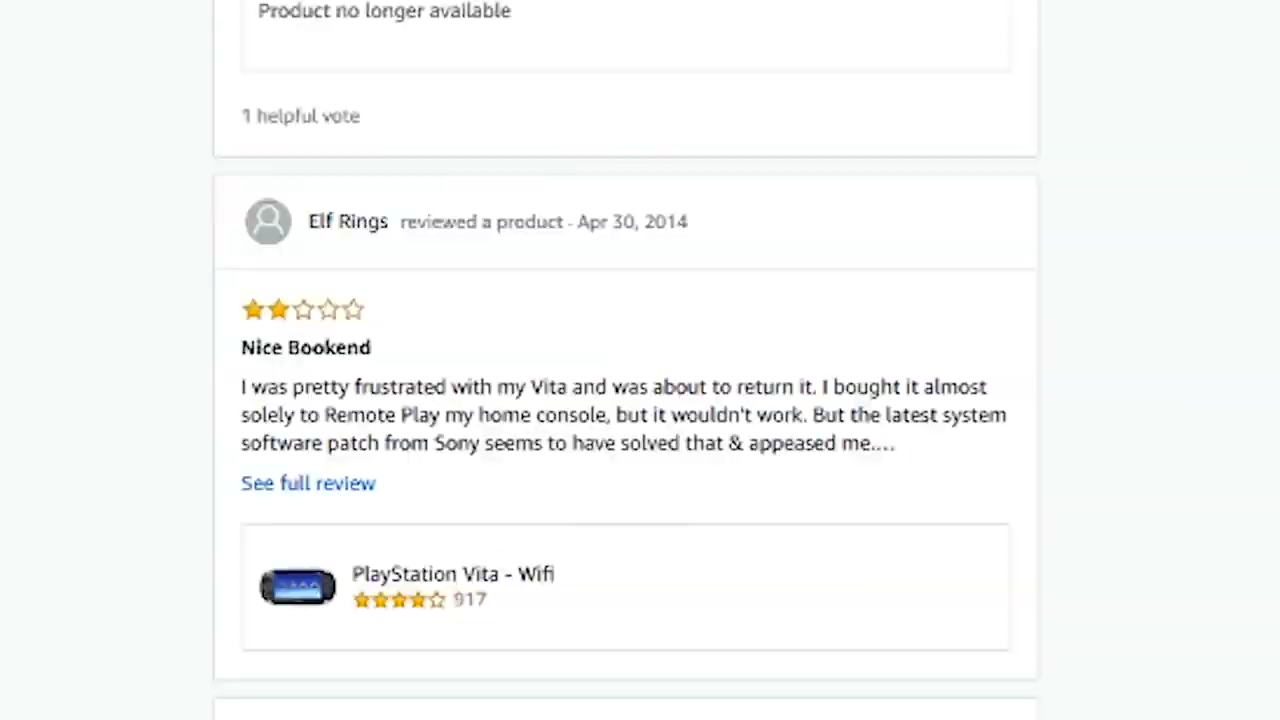 Product no longer available
1 helpful vote
Elf Rings reviewed a product - Apr 30, 2014
Nice Bookend
I was pretty frustrated with my Vita and was about to return it. I bought it almost
solely to Remote Play my home console, but it wouldn't work. But the latest system
software patch from Sony seems to have solved that & appeased me....
See full review
PlayStation Vita - Wifi
917